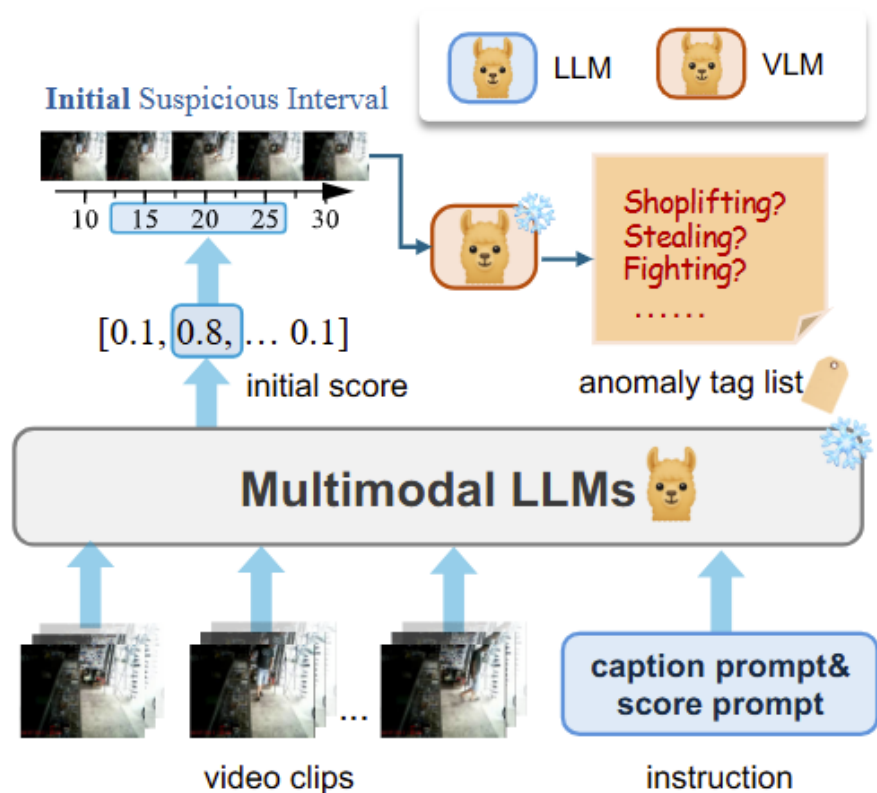 LLM
VLM
Initial Suspicious Interval
10 15 20 25 30
Shoplifting?
Stealing?
Fighting?
......
[0.1, 0.8, ... 0.1]
initial score
anomaly tag list
Multimodal LLMs
...
caption prompt&
score prompt
video clips
instruction